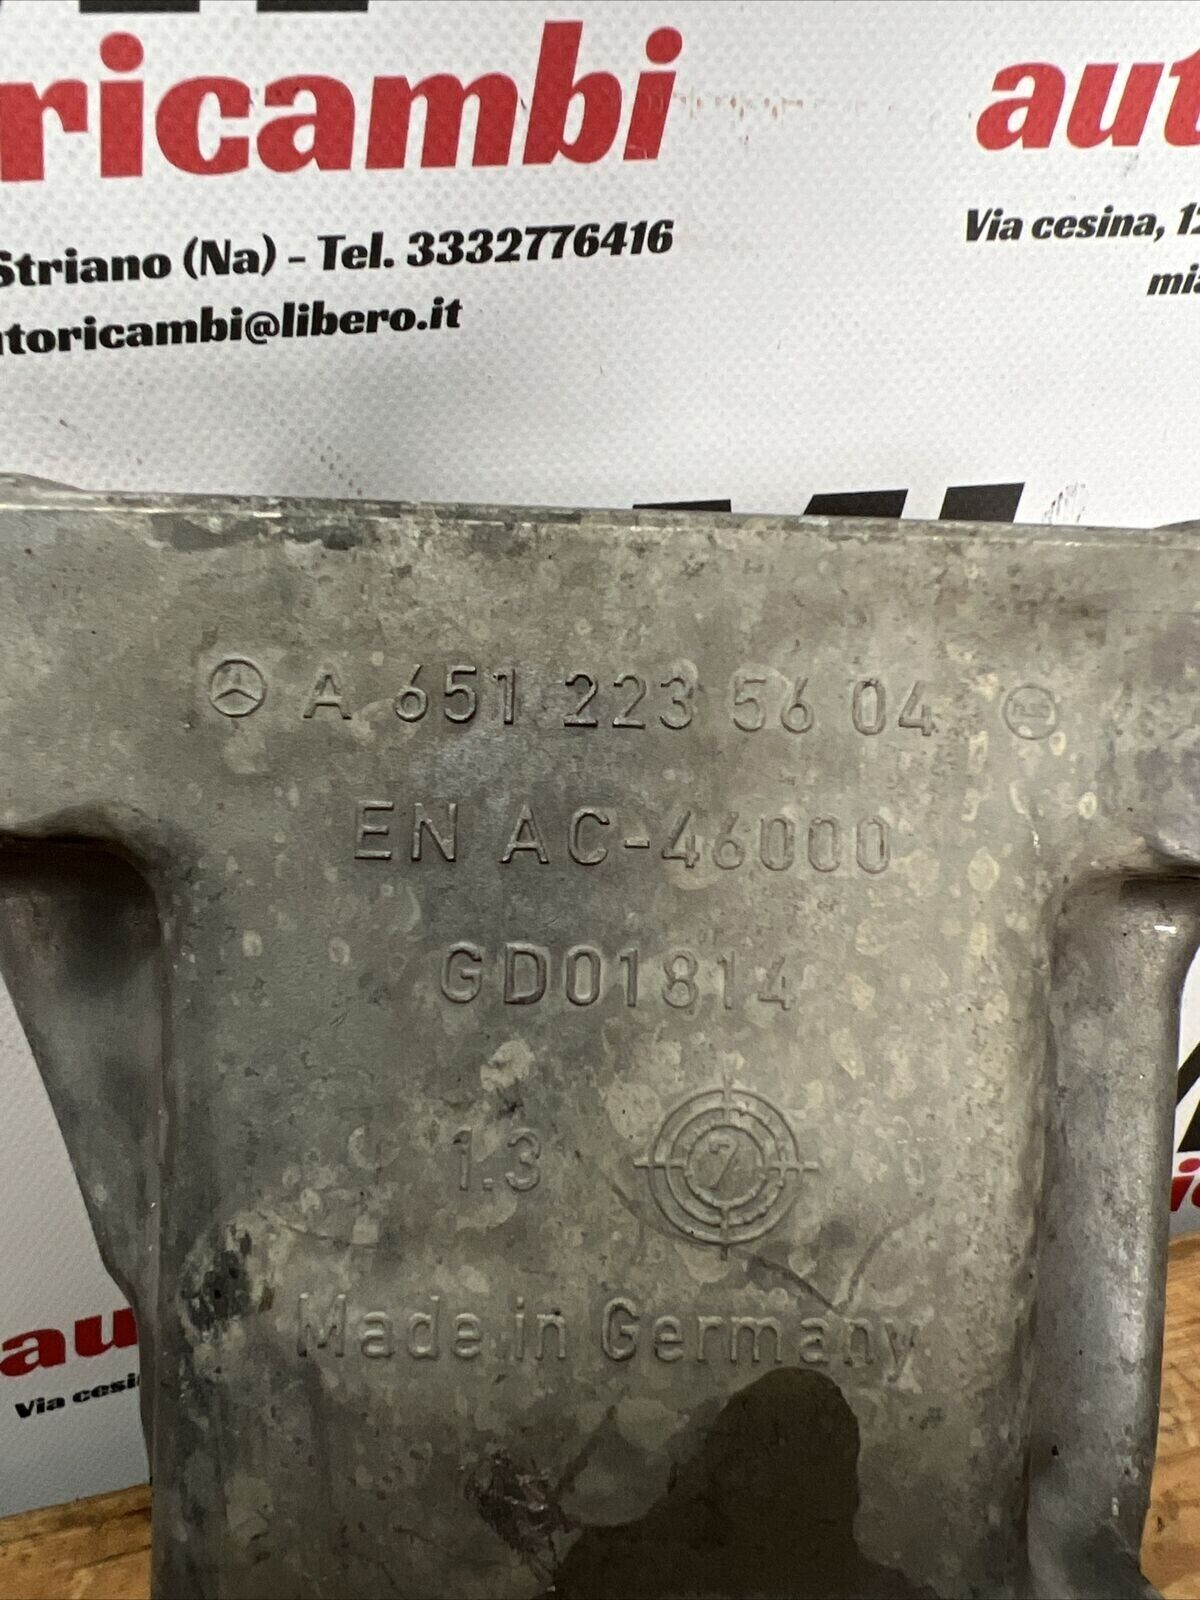 ricambi
aut
Striano (Na) - Tel. 3332776416
Via cesina, 12
utoricambi@libero.it
mia
A 651 223 56 04
EN AC-46000
GD01814
1.3 7
Made in Germany
au
Via cesi